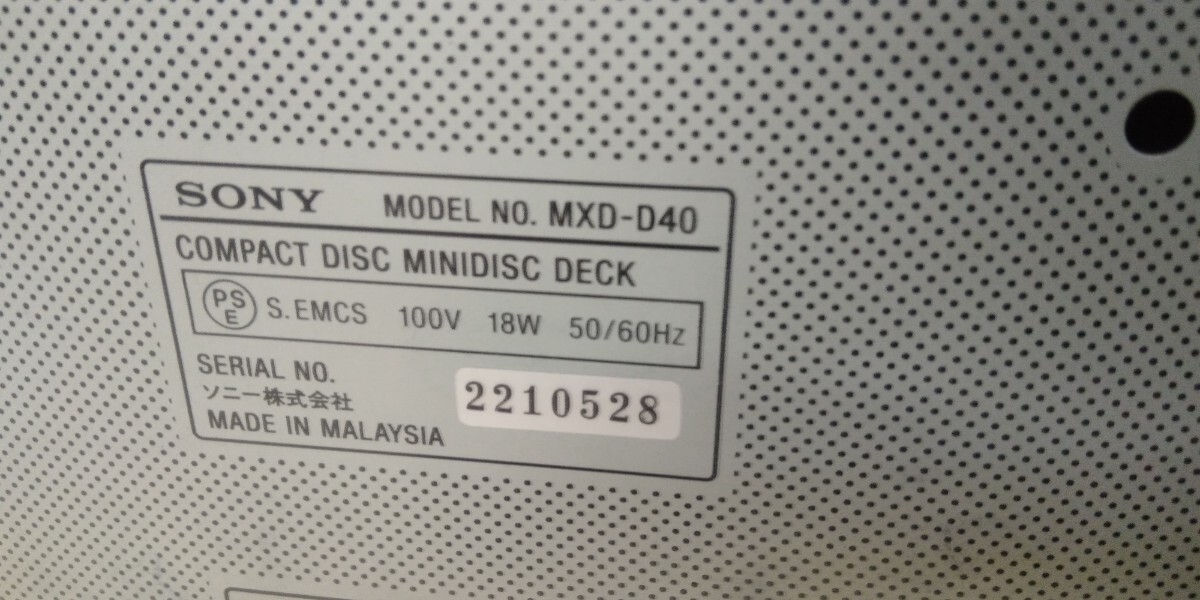 SONY MODEL NO. MXD-D40
COMPACT DISC MINIDISC DECK
PSE S.EMCS 100V 18W 50/60Hz
SERIAL NO. 2210528
ソニー株式会社
MADE IN MALAYSIA